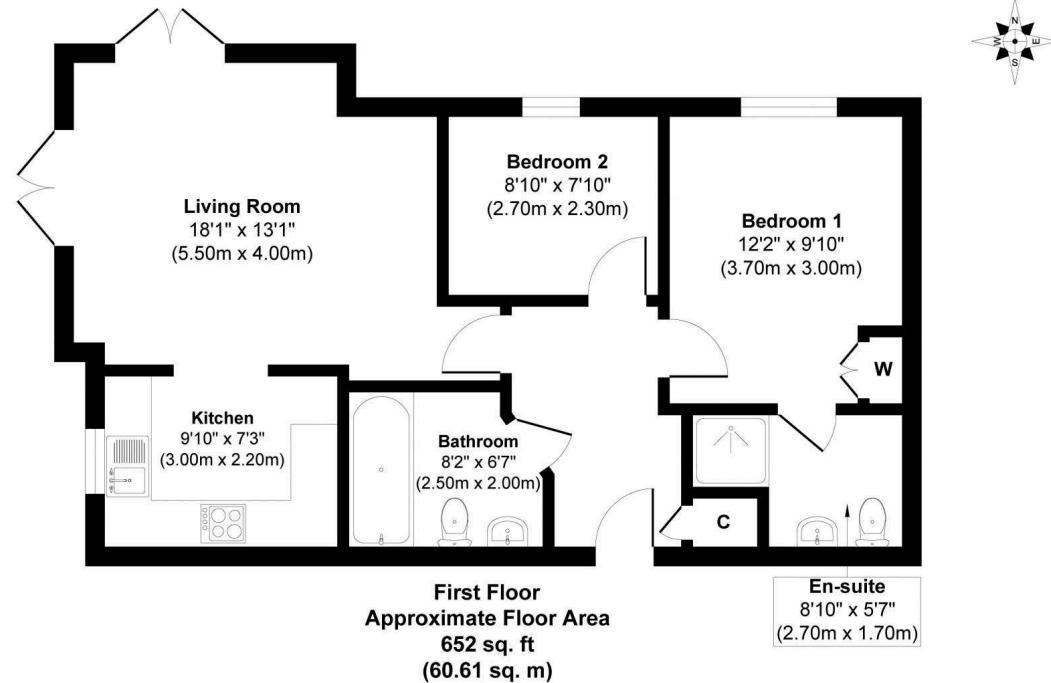 N
W
E
S
Living Room
18'1" x 13'1"
(5.50m x 4.00m)
Bedroom 2
8'10" x 7'10"
(2.70m x 2.30m)
Bedroom 1
12'2" x 9'10"
(3.70m x 3.00m)
W
Kitchen
9'10" x 7'3"
(3.00m x 2.20m)
Bathroom
8'2" x 6'7"
(2.50m x 2.00m)
C
En-suite
8'10" x 5'7"
(2.70m x 1.70m)
First Floor
Approximate Floor Area
652 sq. ft
(60.61 sq. m)